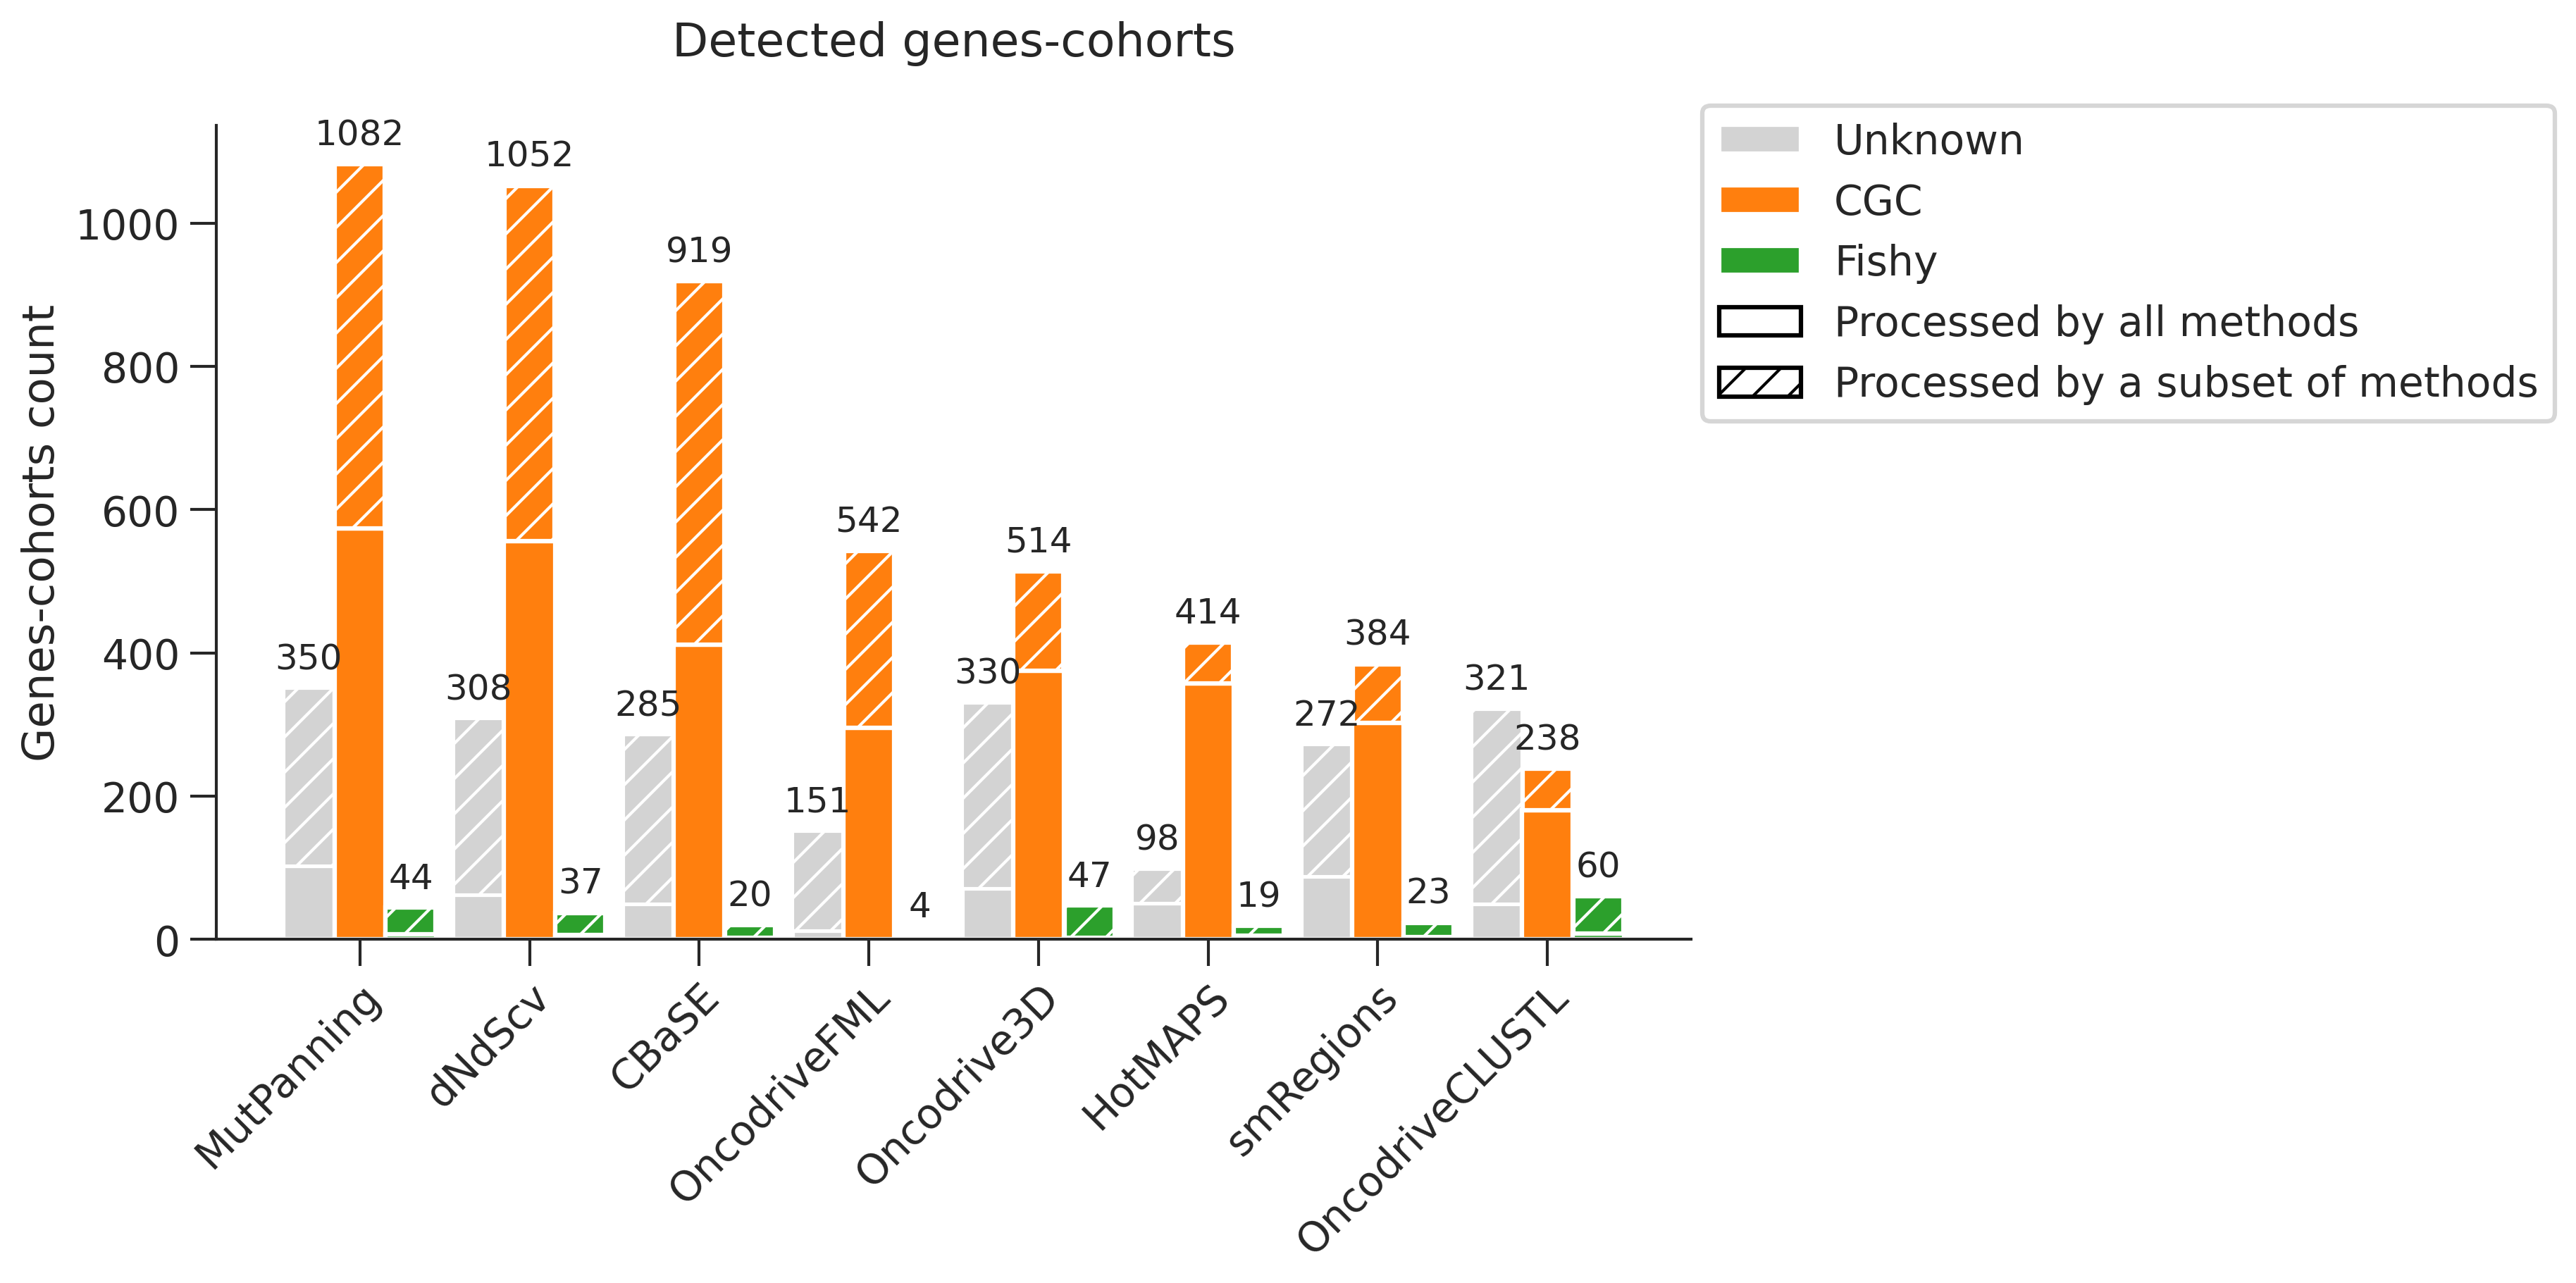 Detected genes-cohorts
Genes-cohorts count
1000
800
600
400
200
0
350
1082
44
308
1052
37
285
919
20
151
542
4
330
514
47
98
414
19
272
384
23
321
238
60
MutPanning
dNdScv
CBaSE
OncodriveFML
Oncodrive3D
HotMAPS
smRegions
OncodriveCLUSTL
Unknown
CGC
Fishy
Processed by all methods
Processed by a subset of methods